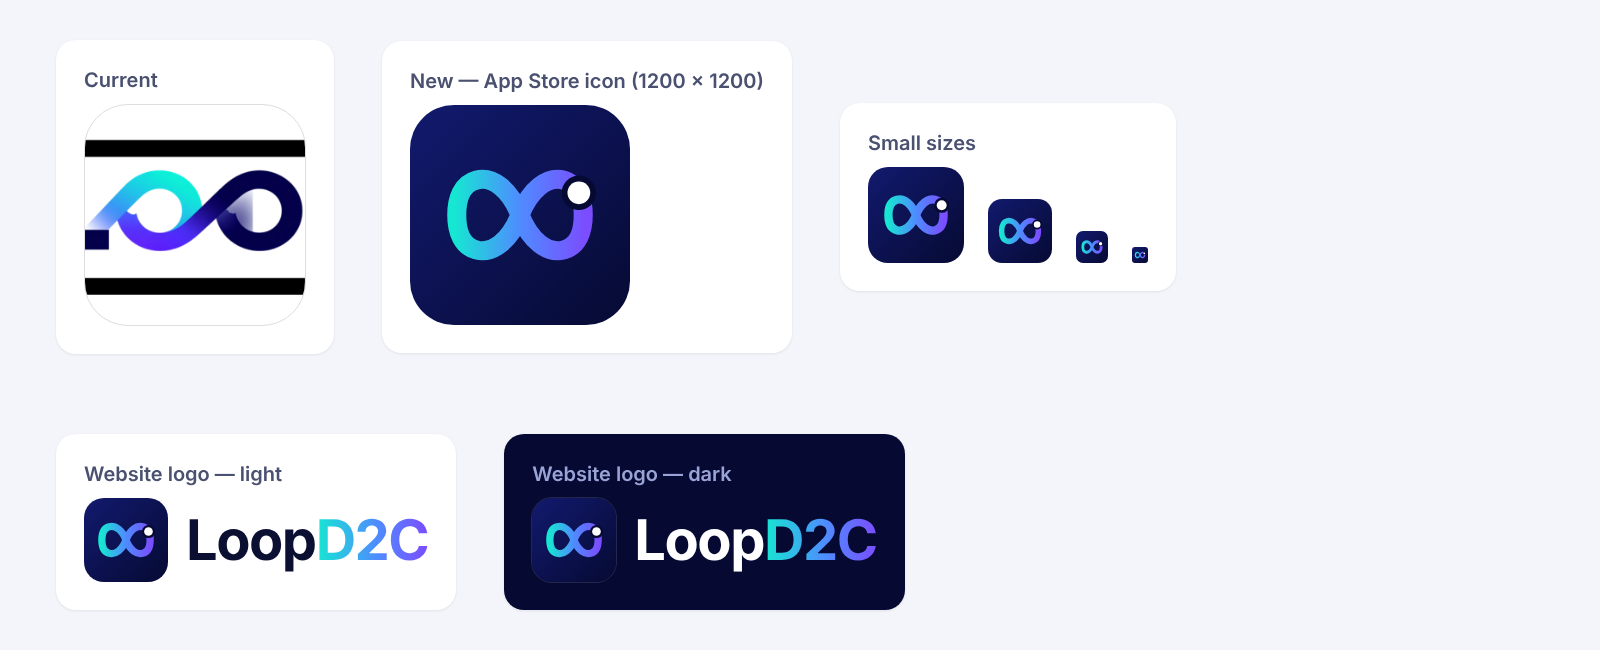 Current
New — App Store icon (1200 × 1200)
Small sizes
Website logo — light
LoopD2C
Website logo — dark
LoopD2C